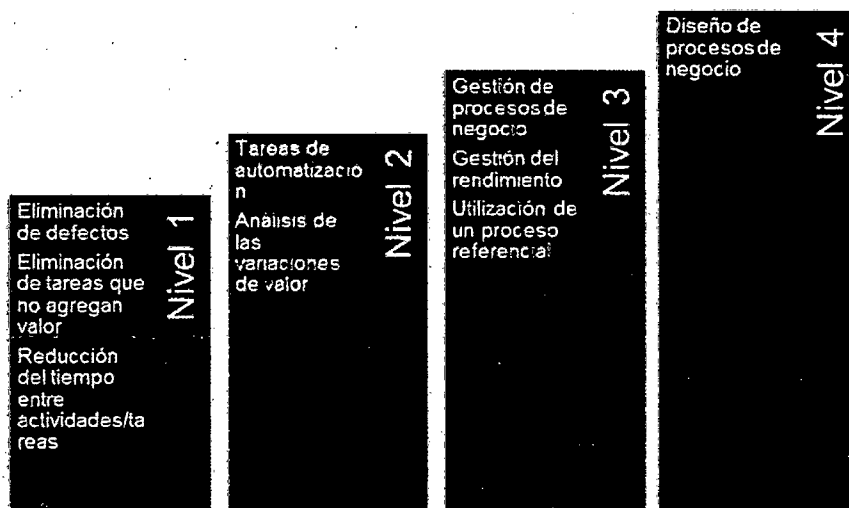 Eliminación
de defectos
Eliminación
de tareas que
no agregan
valor
Reducción
del tiempo
entre
actividades/ta
reas
Nivel 1
Tareas de
automatizació
n
Análisis de
las
variaciones
de valor
Nivel 2
Gestión de
procesos de
negocio
Gestión del
rendimiento
Utilización de
un proceso
referencial
Nivel 3
Diseño de
procesos de
negocio
Nivel 4